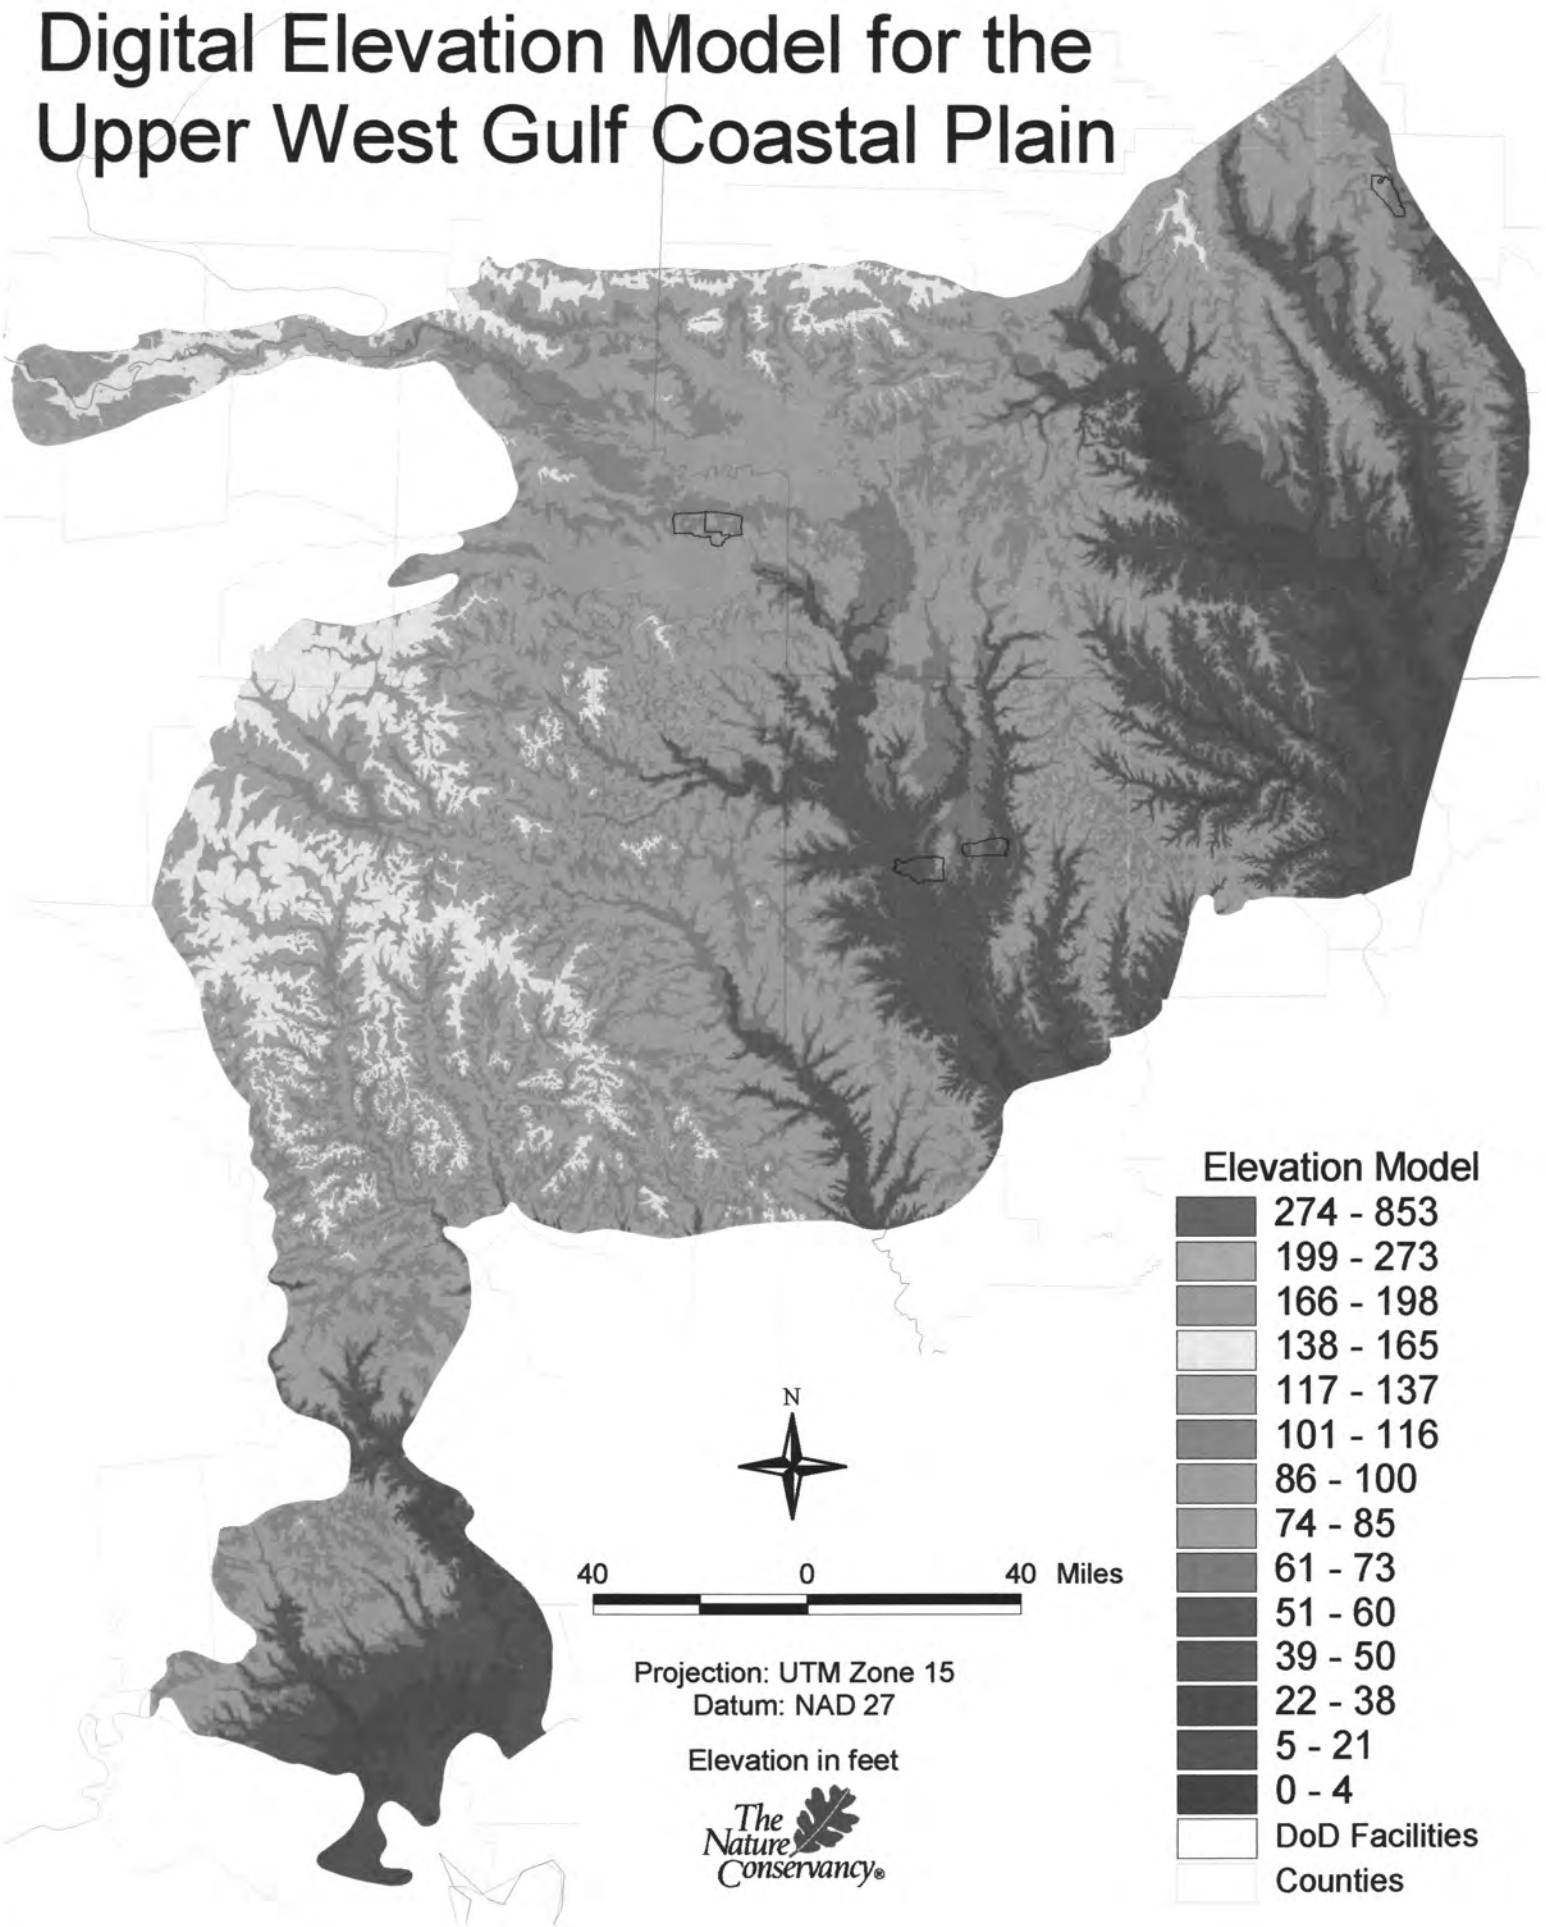 Digital Elevation Model for the
Upper West Gulf Coastal Plain
Elevation Model
274 - 853
199 - 273
166 - 198
138 - 165
117 - 137
101 - 116
86 - 100
74 - 85
61 - 73
51 - 60
39 - 50
22 - 38
5 - 21
0 - 4
DoD Facilities
Counties
N
40 0 40 Miles
Projection: UTM Zone 15
Datum: NAD 27
Elevation in feet
The
Nature
Conservancy®